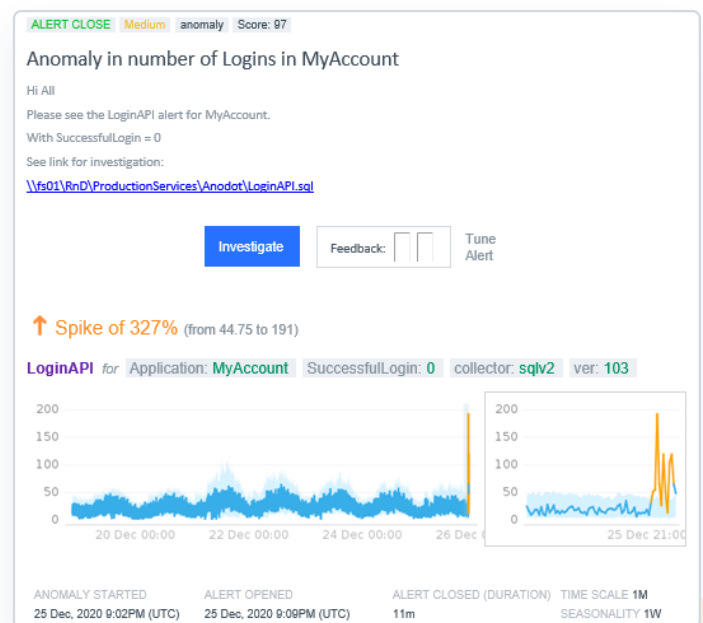 ALERT CLOSE Medium anomaly Score: 97
Anomaly in number of Logins in MyAccount
Hi All
Please see the LoginAPI alert for MyAccount.
With SuccessfulLogin = 0
See link for investigation:
\\fs01\RnD\ProductionServices\Anodot\LoginAPI.sql
Investigate
Feedback:
Tune
Alert
Spike of 327% (from 44.75 to 191)
LoginAPI for Application: MyAccount SuccessfulLogin: 0 collector: sqlv2 ver: 103
200
150
100
50
0
20 Dec 00:00 22 Dec 00:00 24 Dec 00:00 26 Dec
200
150
100
50
0
25 Dec 21:00
ANOMALY STARTED ALERT OPENED ALERT CLOSED (DURATION) TIME SCALE 1M
25 Dec, 2020 9:02PM (UTC) 25 Dec, 2020 9:09PM (UTC) 11m SEASONALITY 1W